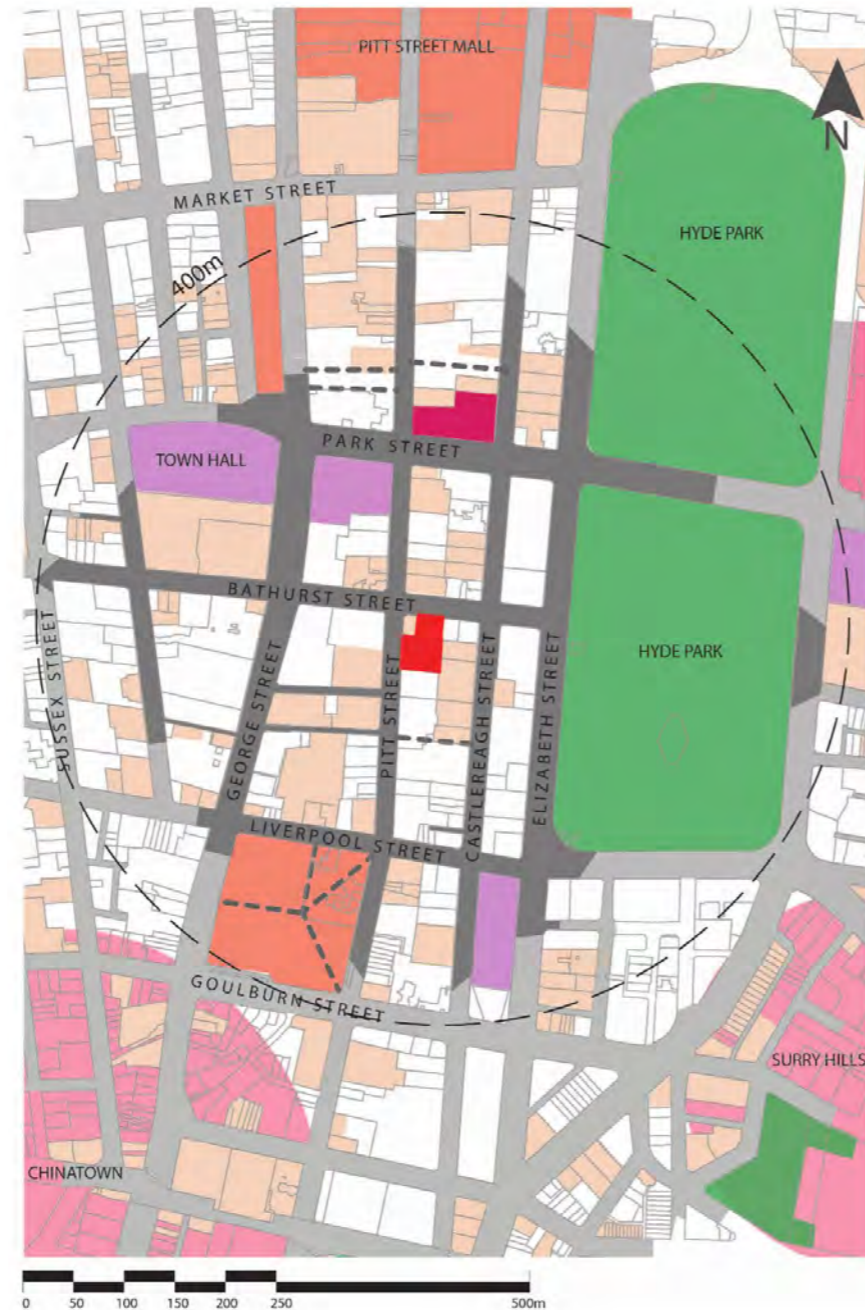 PITT STREET MALL
N
MARKET STREET
HYDE PARK
400m
PARK STREET
TOWN HALL
BATHURST STREET
HYDE PARK
SUSSEX STREET
GEORGE STREET
PITT STREET
CASTLEREAGH STREET
ELIZABETH STREET
LIVERPOOL STREET
GOULBURN STREET
SURRY HILLS
CHINATOWN
0 50 100 150 200 250 500m